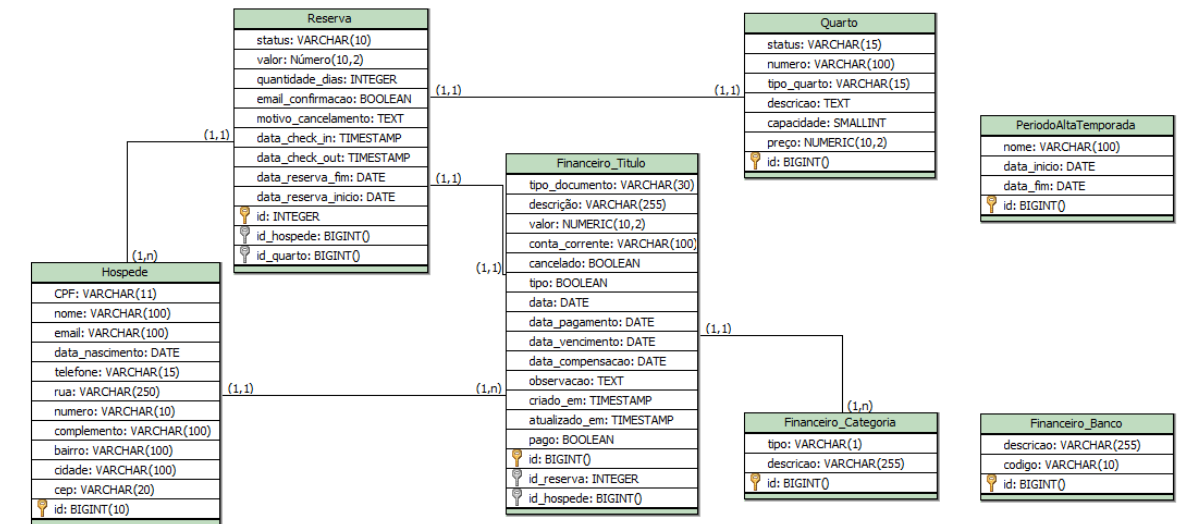 Reserva
status: VARCHAR(10)
valor: Número(10,2)
quantidade_dias: INTEGER
email_confirmacao: BOOLEAN
motivo_cancelamento: TEXT
data_check_in: TIMESTAMP
data_check_out: TIMESTAMP
data_reserva_fim: DATE
data_reserva_inicio: DATE
id: INTEGER
id_hospede: BIGINT()
id_quarto: BIGINT()
(1,1)
(1,1)
Quarto
status: VARCHAR(15)
numero: VARCHAR(100)
tipo_quarto: VARCHAR(15)
descricao: TEXT
capacidade: SMALLINT
preço: NUMERIC(10,2)
id: BIGINT()
PeriodoAltaTemporada
nome: VARCHAR(100)
data_inicio: DATE
data_fim: DATE
id: BIGINT()
(1,1)
(1,n)
(1,1)
(1,1)
Hospede
CPF: VARCHAR(11)
nome: VARCHAR(100)
email: VARCHAR(100)
data_nascimento: DATE
telefone: VARCHAR(15)
rua: VARCHAR(250)
numero: VARCHAR(10)
complemento: VARCHAR(100)
bairro: VARCHAR(100)
cidade: VARCHAR(100)
cep: VARCHAR(20)
id: BIGINT(10)
(1,1)
(1,n)
Financeiro_Titulo
tipo_documento: VARCHAR(30)
descrição: VARCHAR(255)
valor: NUMERIC(10,2)
conta_corrente: VARCHAR(100)
cancelado: BOOLEAN
tipo: BOOLEAN
data: DATE
data_pagamento: DATE
data_vencimento: DATE
data_compensacao: DATE
observacao: TEXT
criado_em: TIMESTAMP
atualizado_em: TIMESTAMP
pago: BOOLEAN
id: BIGINT()
id_reserva: INTEGER
id_hospede: BIGINT()
(1,1)
(1,n)
Financeiro_Categoria
tipo: VARCHAR(1)
descricao: VARCHAR(255)
id: BIGINT()
Financeiro_Banco
descricao: VARCHAR(255)
codigo: VARCHAR(10)
id: BIGINT()